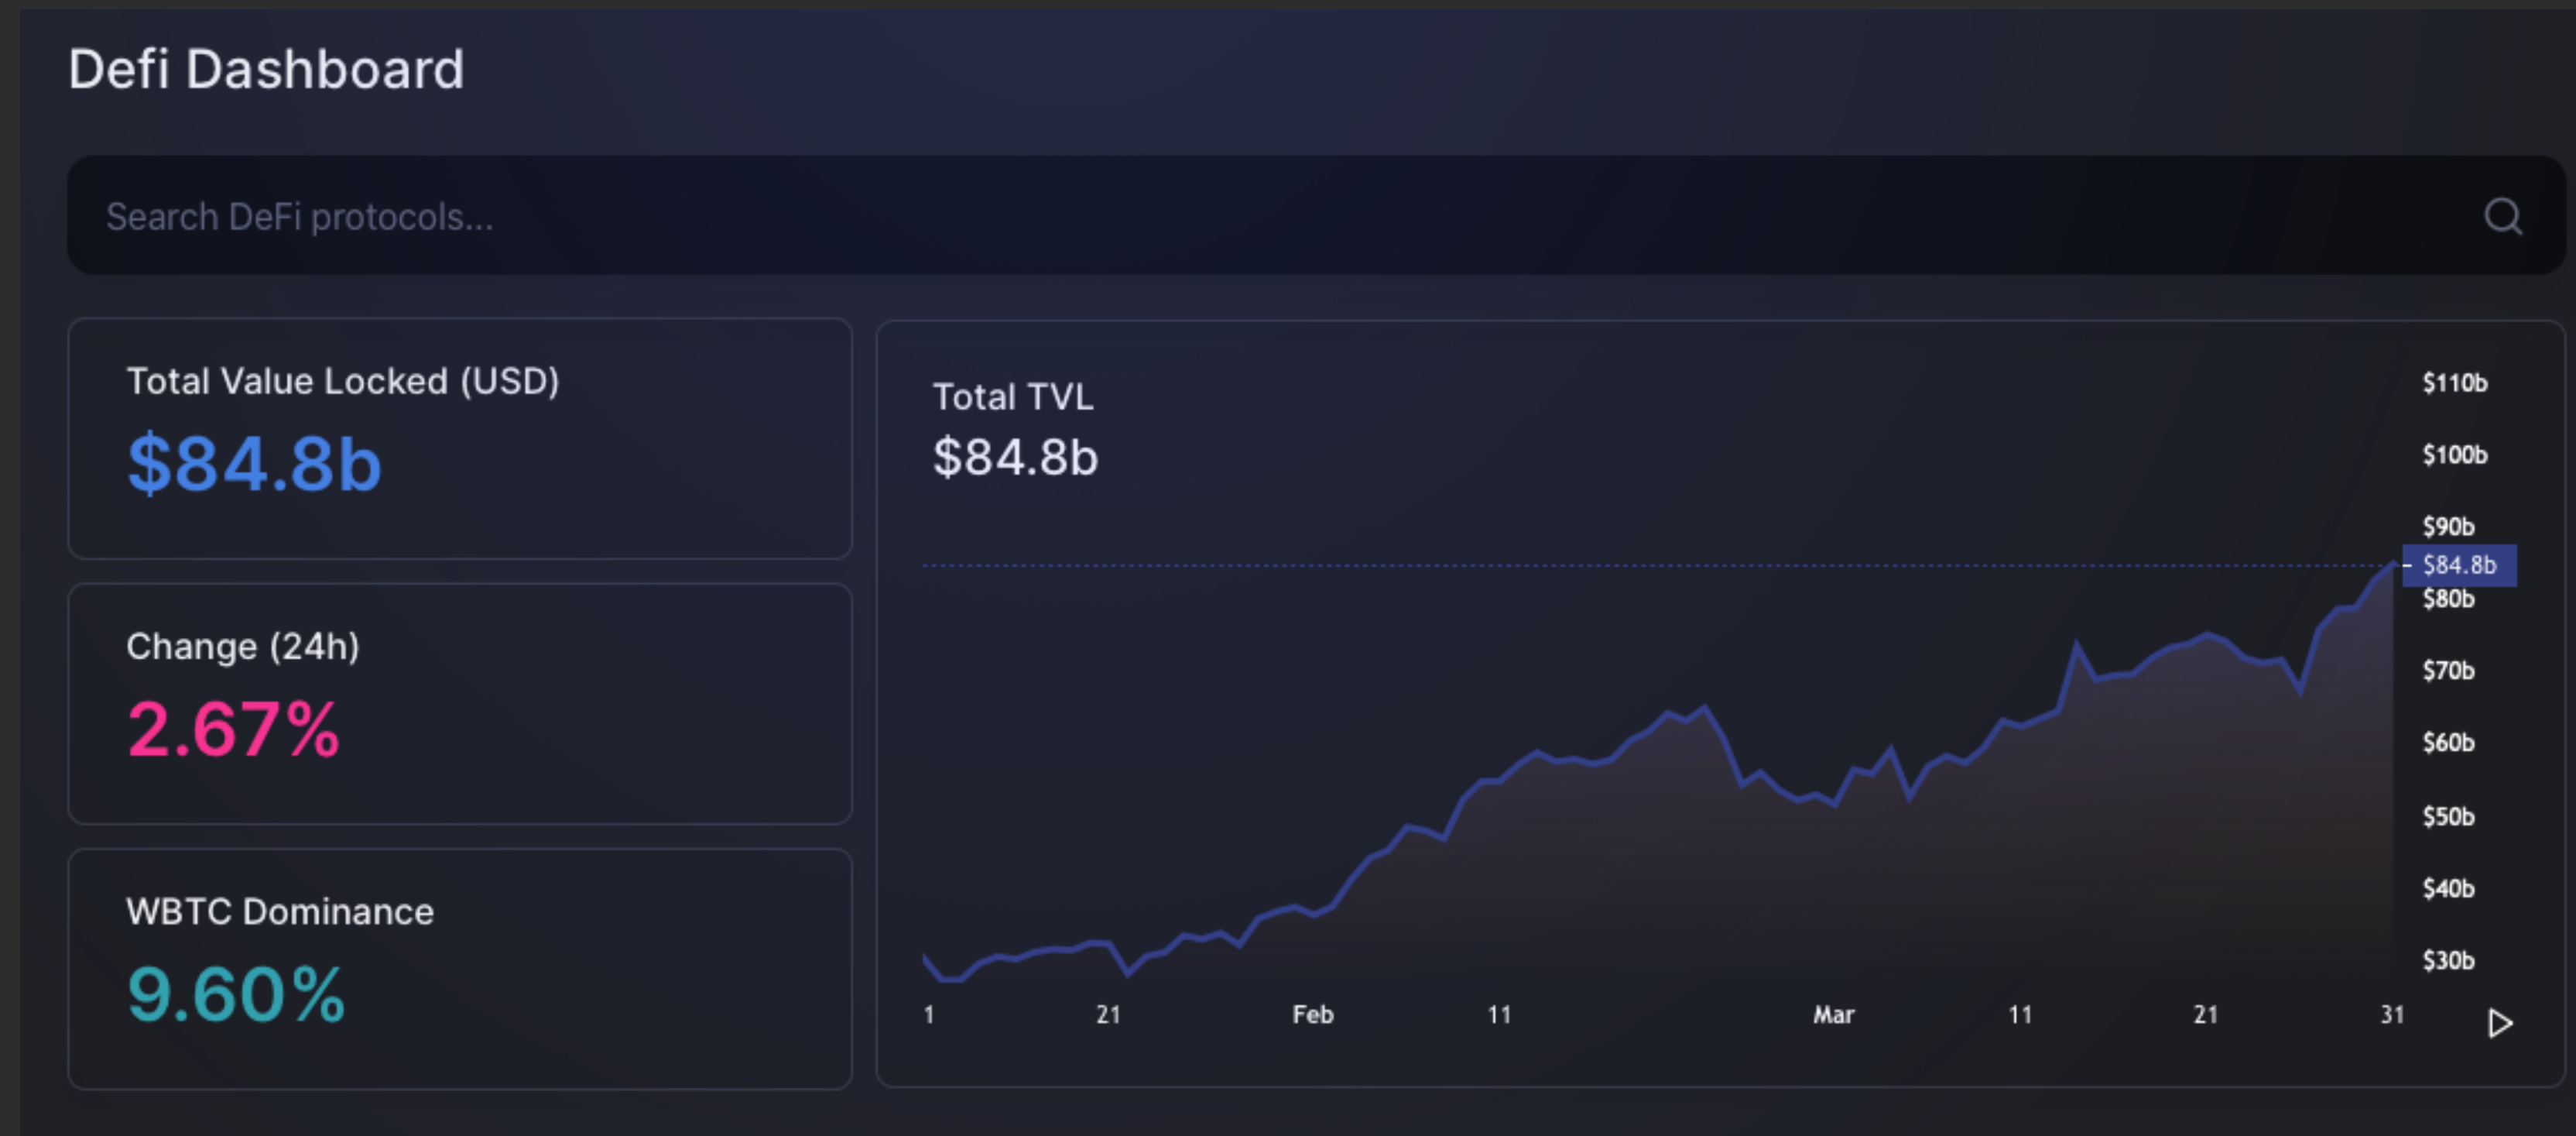 Defi Dashboard
Search DeFi protocols...
Total Value Locked (USD)
$84.8b
Change (24h)
2.67%
WBTC Dominance
9.60%
Total TVL
$84.8b
$110b
$100b
$90b
$84.8b
$80b
$70b
$60b
$50b
$40b
$30b
1 21 Feb 11 Mar 11 21 31